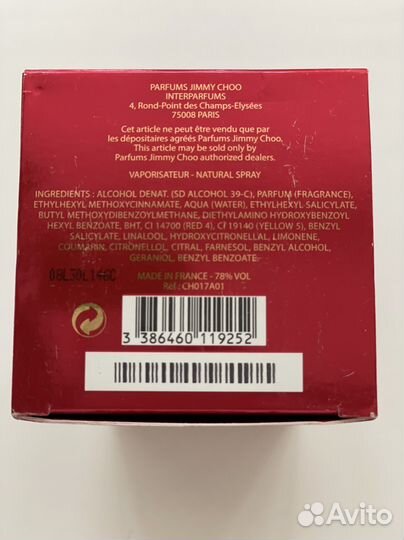 PARFUMS JIMMY CHOO
INTERPARFUMS
4, Rond-Point des Champs-Elysées
75008 PARIS
Cet article ne peut être vendu que par
les dépositaires agréés Parfums Jimmy Choo.
This article may be sold only by
Parfums Jimmy Choo authorized dealers.
VAPORISATEUR - NATURAL SPRAY
INGREDIENTS : ALCOHOL DENAT. (SD ALCOHOL 39-C), PARFUM (FRAGRANCE),
ETHYLHEXYL METHOXYCINNAMATE, AQUA (WATER), ETHYLHEXYL SALICYLATE,
BUTYL METHOXYDIBENZOYLMETHANE, DIETHYLAMINO HYDROXYBENZOYL
HEXYL BENZOATE, BHT, CI 14700 (RED 4), CI 19140 (YELLOW 5), BENZYL
SALICYLATE, LINALOOL, HYDROXYCITRONELLAL, LIMONENE,
COUMARIN, CITRONELLOL, CITRAL, FARNESOL, BENZYL ALCOHOL,
GERANIOL, BENZYL BENZOATE.
MADE IN FRANCE - 78% VOL
Réf.: CH017A01
3 386460 119252
Avito